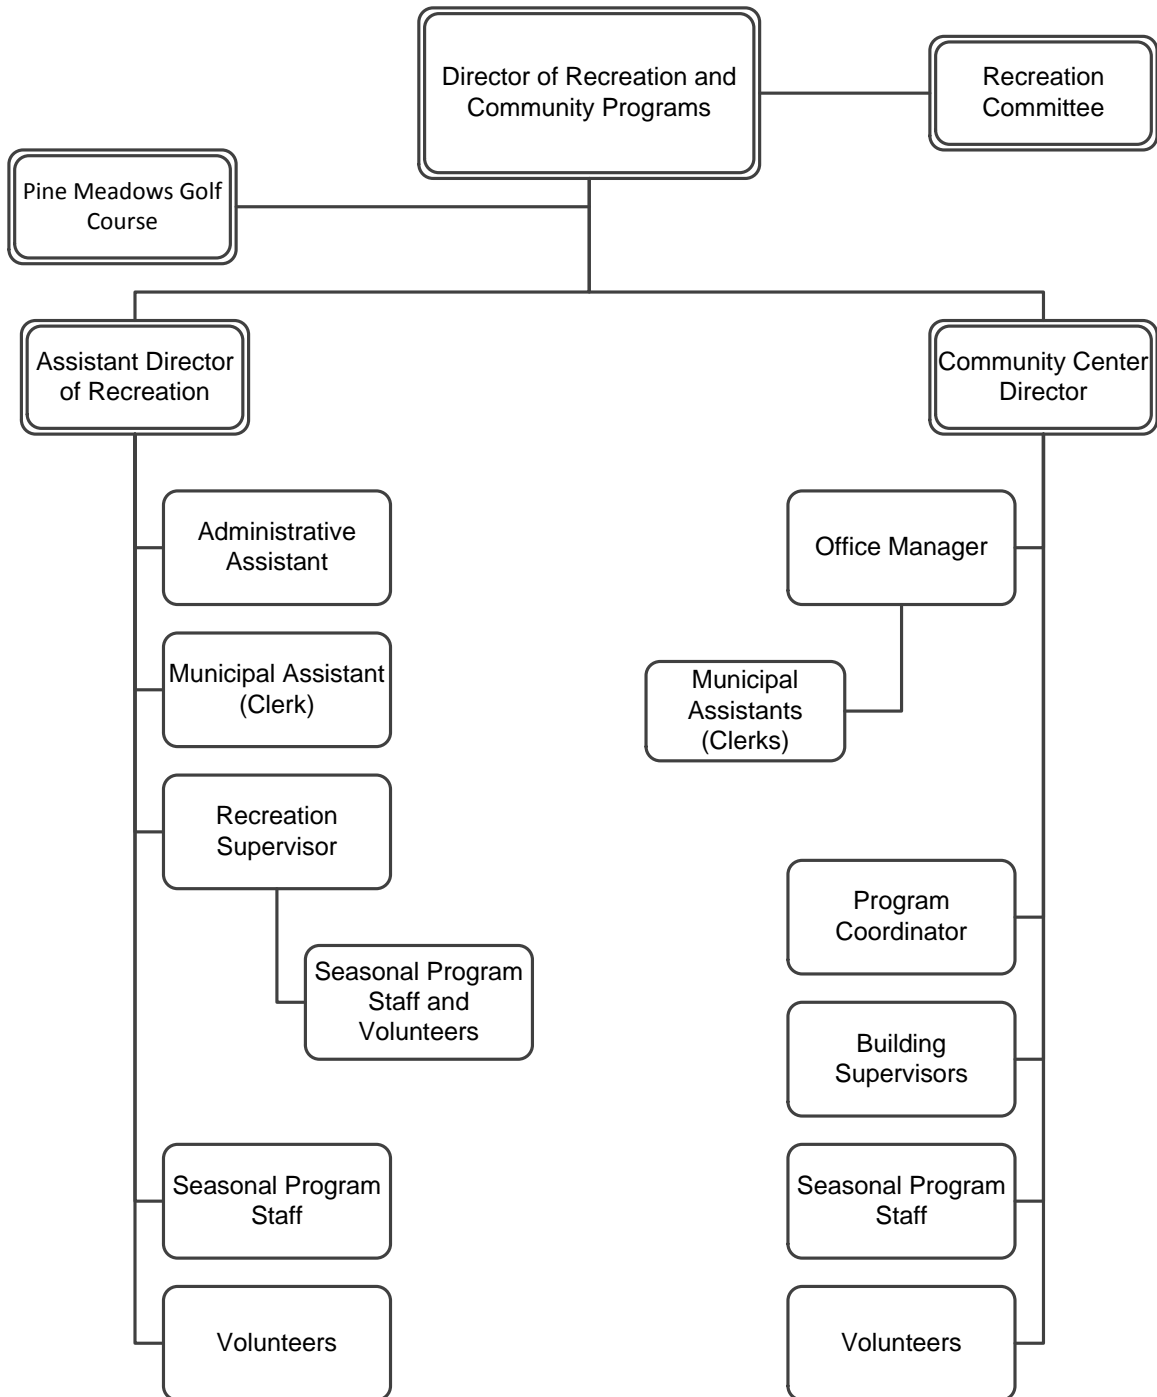 Director of Recreation and
Community Programs
Recreation
Committee
Pine Meadows Golf
Course
Assistant Director
of Recreation
Community Center
Director
Administrative
Assistant
Office Manager
Municipal Assistant
(Clerk)
Municipal
Assistants
(Clerks)
Recreation
Supervisor
Program
Coordinator
Seasonal Program
Staff and
Volunteers
Building
Supervisors
Seasonal Program
Staff
Seasonal Program
Staff
Volunteers
Volunteers